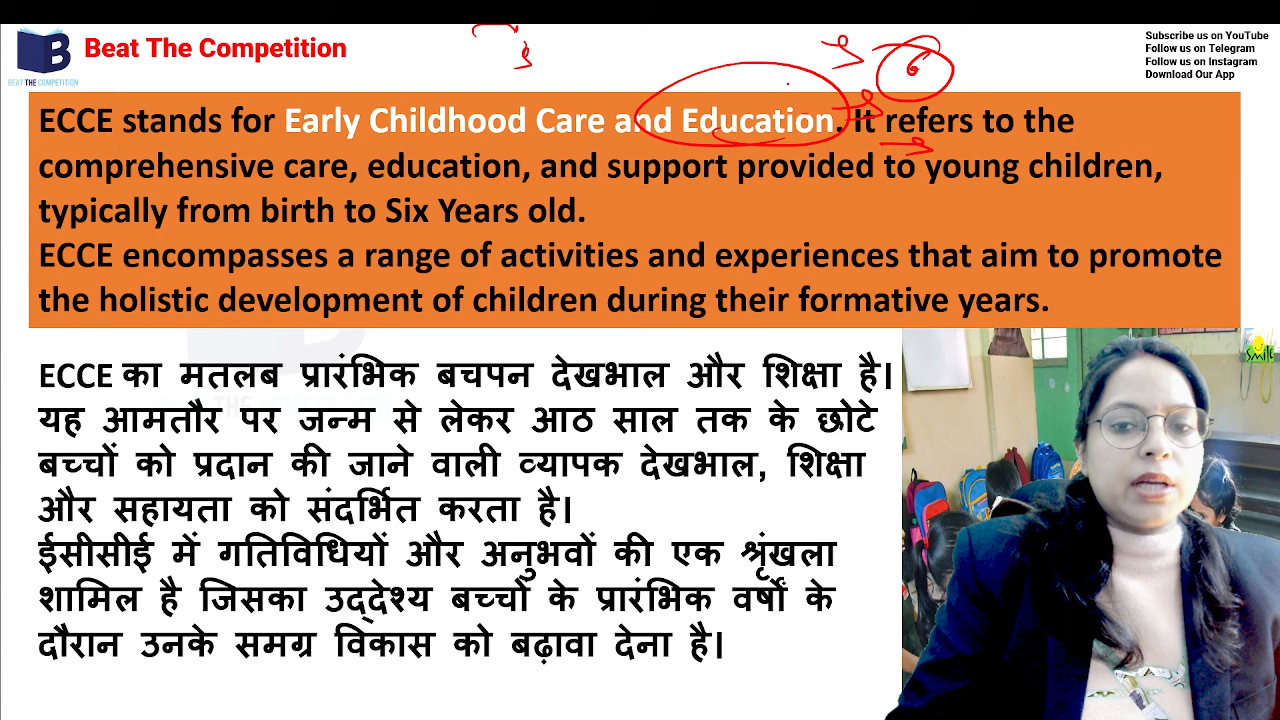 Beat The Competition
B
BEAT THE COMPETITION
Subscribe us on YouTube
Follow us on Telegram
Follow us on Instagram
Download Our App
3
3
6
3
ECCE stands for Early Childhood Care and Education. It refers to the
comprehensive care, education, and support provided to young children,
typically from birth to Six Years old.
ECCE encompasses a range of activities and experiences that aim to promote
the holistic development of children during their formative years.
ECCE का मतलब प्रारंभिक बचपन देखभाल और शिक्षा है।
यह आमतौर पर जन्म से लेकर आठ साल तक के छोटे
बच्चों को प्रदान की जाने वाली व्यापक देखभाल, शिक्षा
और सहायता को संदर्भित करता है।
ईसीसीई में गतिविधियों और अनुभवों की एक श्रृंखला
शामिल है जिसका उद्देश्य बच्चों के प्रारंभिक वर्षों के
दौरान उनके समग्र विकास को बढ़ावा देना है।
Smile